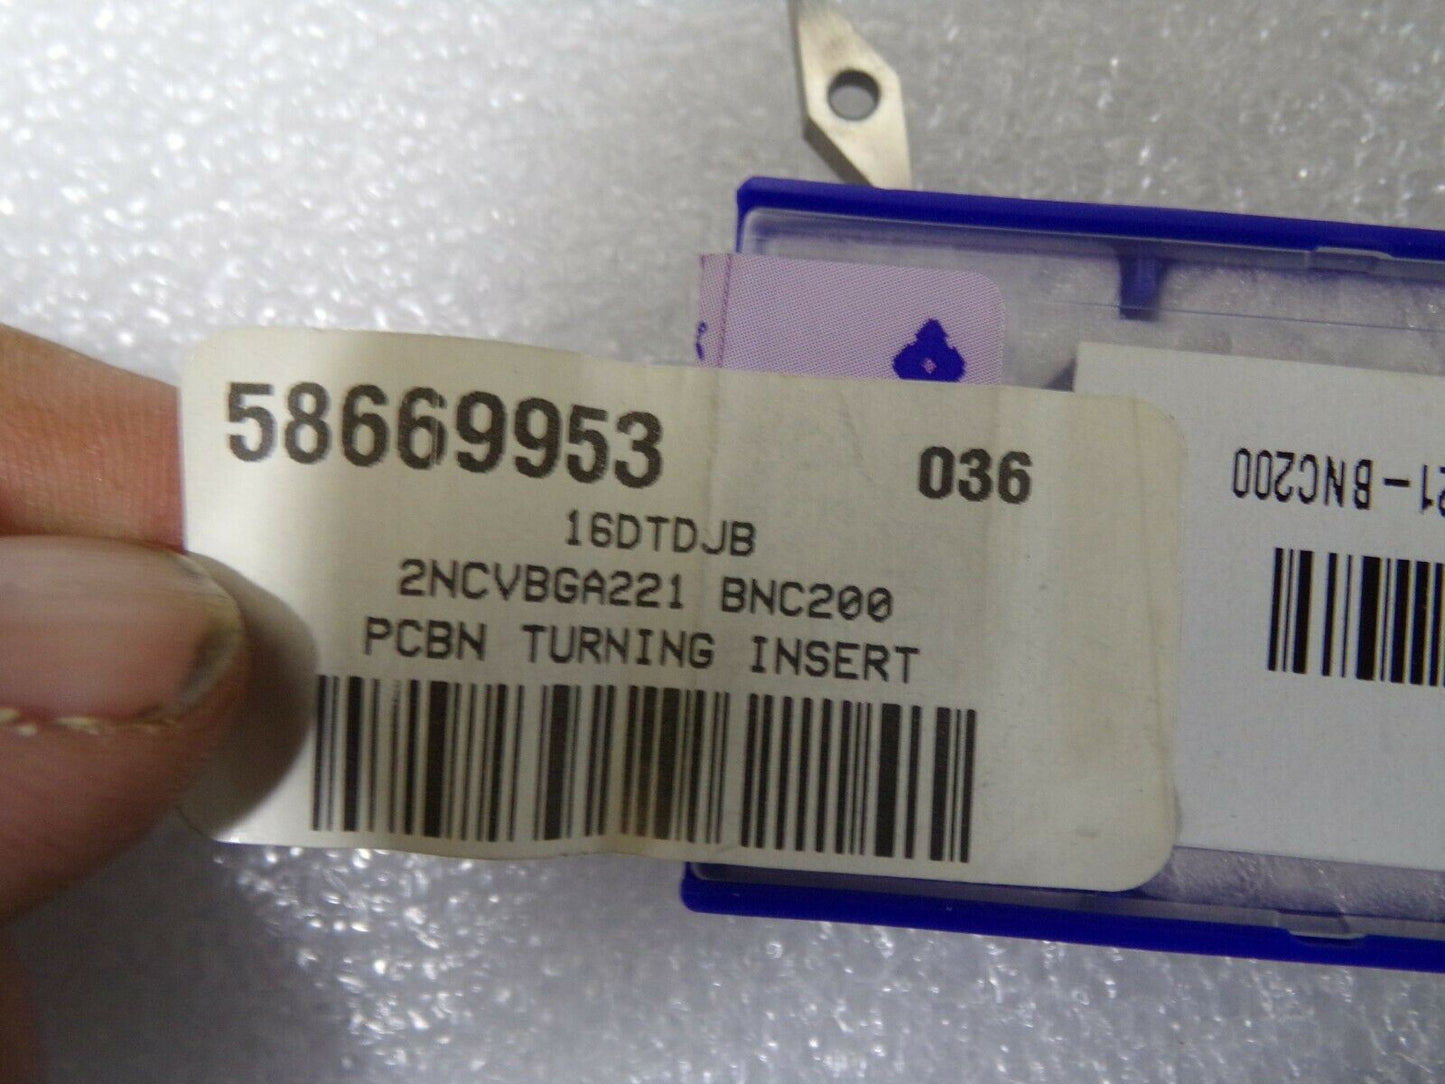 58669953 036
16DTDJB
2NCVBGA221 BNC200
PCBN TURNING INSERT
21-BNC200